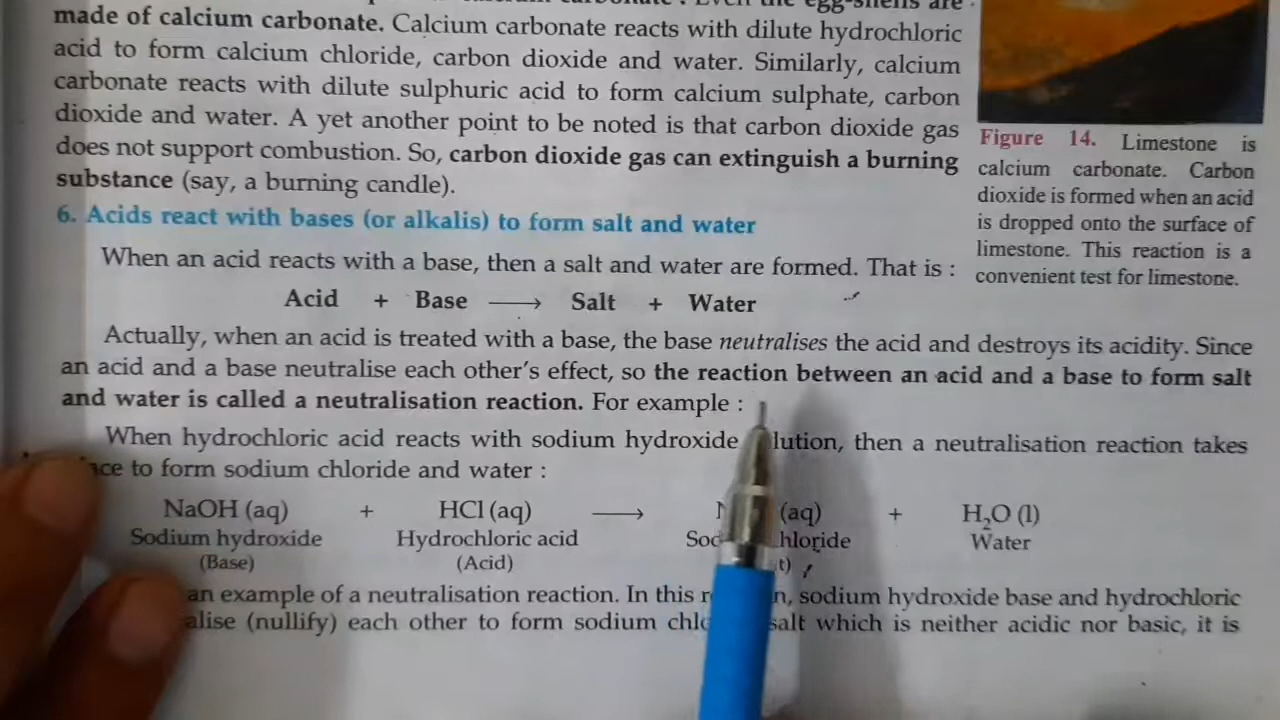 made of calcium carbonate. Calcium carbonate reacts with dilute hydrochloric
acid to form calcium chloride, carbon dioxide and water. Similarly, calcium
carbonate reacts with dilute sulphuric acid to form calcium sulphate, carbon
dioxide and water. A yet another point to be noted is that carbon dioxide gas
does not support combustion. So, carbon dioxide gas can extinguish a burning
substance (say, a burning candle).
Figure 14. Limestone is
calcium carbonate. Carbon
dioxide is formed when an acid
is dropped onto the surface of
limestone. This reaction is a
convenient test for limestone.
6. Acids react with bases (or alkalis) to form salt and water
When an acid reacts with a base, then a salt and water are formed. That is :
Acid + Base ⟶ Salt + Water
Actually, when an acid is treated with a base, the base neutralises the acid and destroys its acidity. Since
an acid and a base neutralise each other's effect, so the reaction between an acid and a base to form salt
and water is called a neutralisation reaction. For example :
When hydrochloric acid reacts with sodium hydroxide then a neutralisation reaction takes
to form sodium chloride and water :
NaOH (aq) + HCl (aq) ⟶ (aq) + H₂O (l)
Sodium hydroxide Hydrochloric acid Water
(Base) (Acid)
an example of a neutralisation reaction. In this sodium hydroxide base and hydrochloric
(nullify) each other to form sodium salt which is neither acidic nor basic, it is